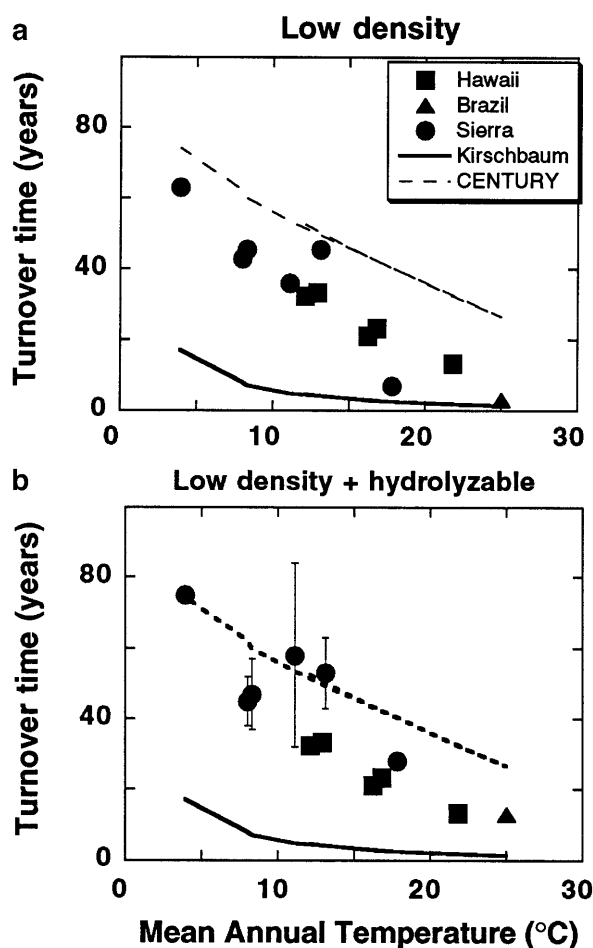 a
Low density
Turnover time (years)
80
40
0
0 10 20 30
Hawaii
Brazil
Sierra
Kirschbaum
CENTURY
b
Low density + hydrolyzable
Turnover time (years)
80
40
0
0 10 20 30
Mean Annual Temperature (°C)